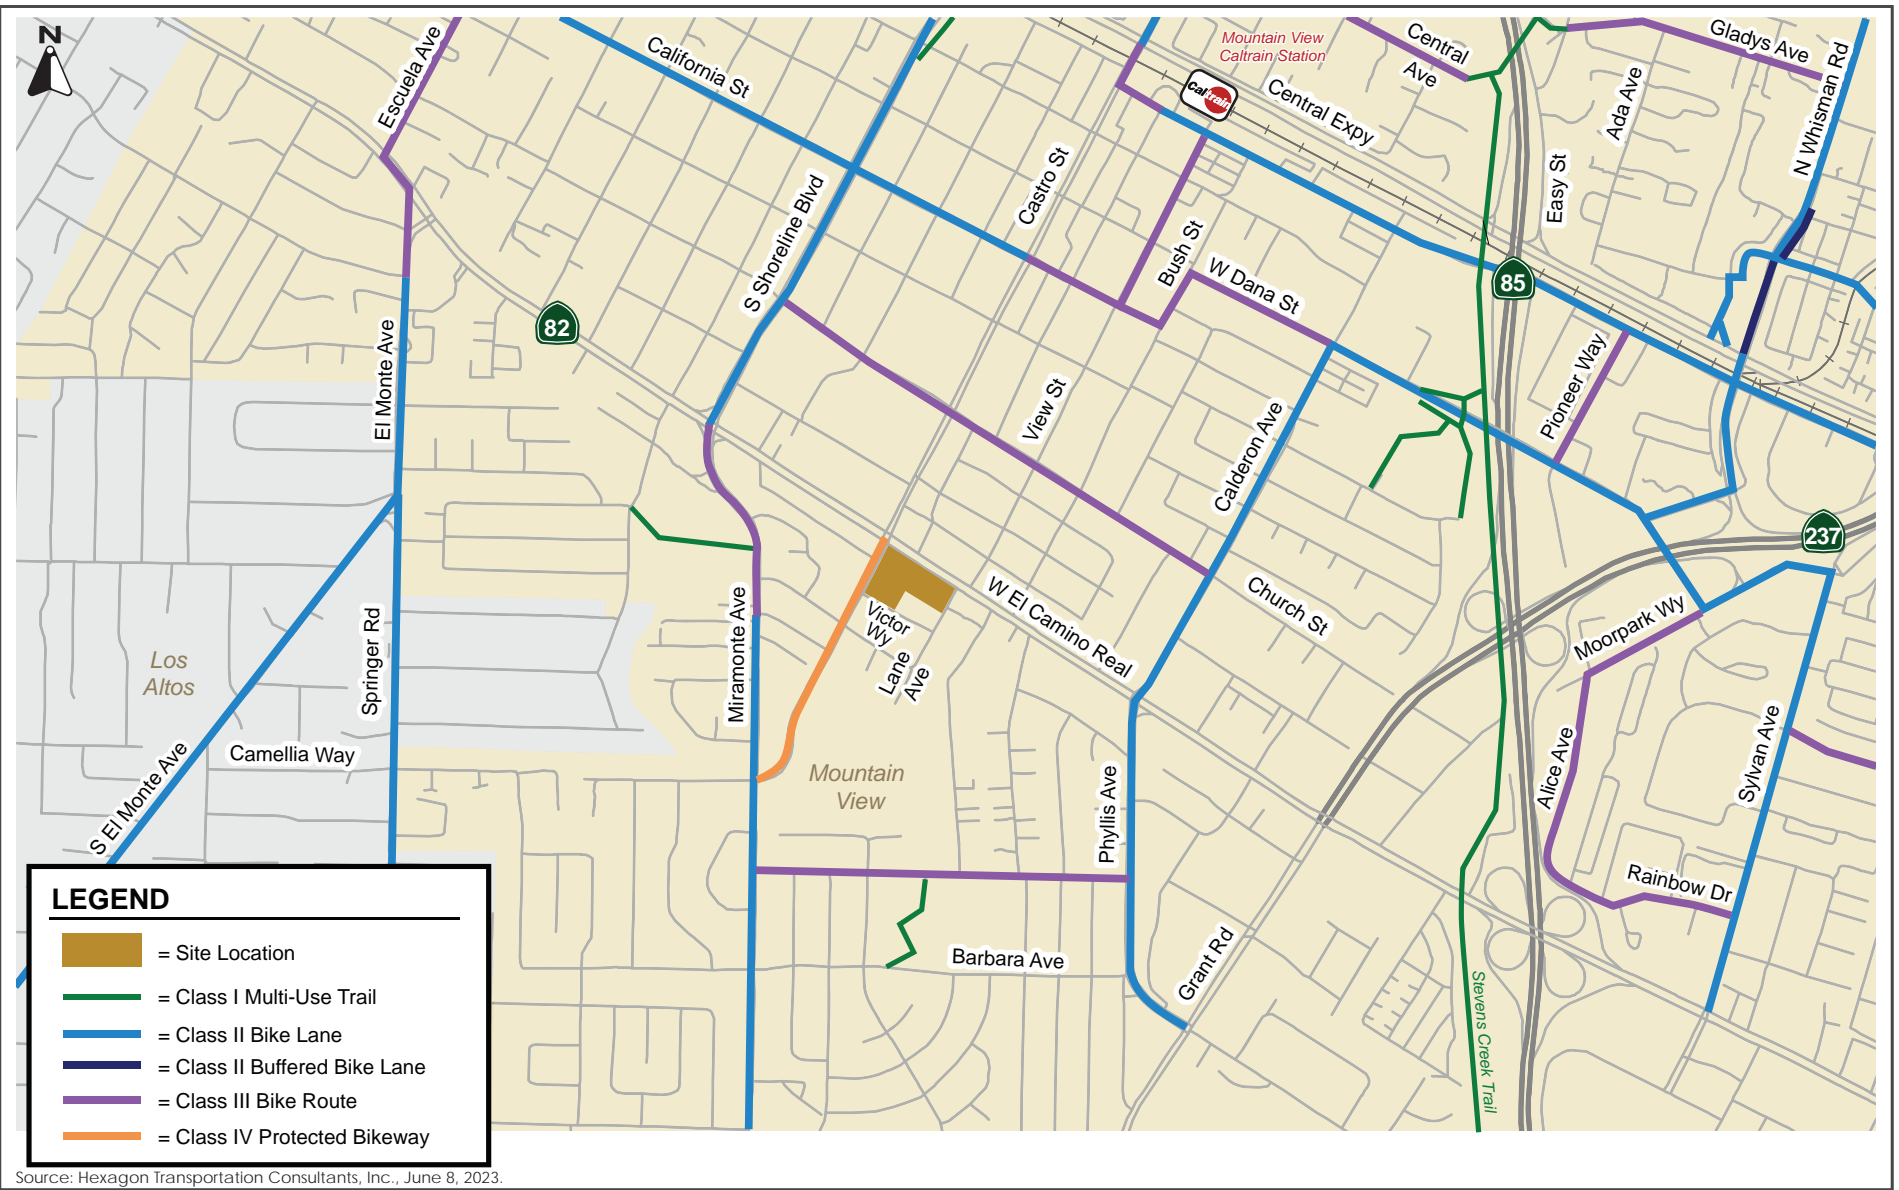 N
Escuela Ave
California St
Mountain View
Caltrain Station
Central
Ave
Gladys Ave
N Whisman Rd
Caltrain
Central Expy
Ada Ave
Castro St
Easy St
S Shoreline Blvd
Bush St
W Dana St
85
82
El Monte Ave
Pioneer Way
View St
Calderon Ave
237
W El Camino Real
Church St
Victor
Wy
Lane
Ave
Miramonte Ave
Springer Rd
Moorpark Wy
Los
Altos
Camellia Way
S El Monte Ave
Mountain
View
Phyllis Ave
Alice Ave
Sylvan Ave
Rainbow Dr
Barbara Ave
Grant Rd
Stevens Creek Trail
LEGEND
= Site Location
= Class I Multi-Use Trail
= Class II Bike Lane
= Class II Buffered Bike Lane
= Class III Bike Route
= Class IV Protected Bikeway
Source: Hexagon Transportation Consultants, Inc., June 8, 2023.